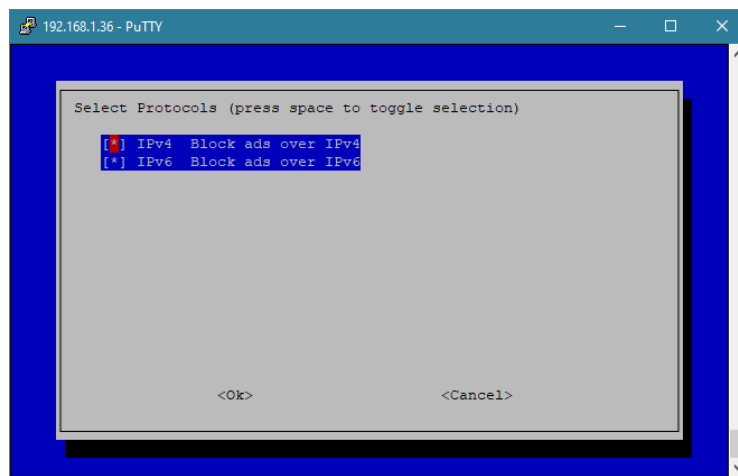 192.168.1.36 - PuTTY
Select Protocols (press space to toggle selection)
[*] IPv4 Block ads over IPv4
[*] IPv6 Block ads over IPv6
<Ok> <Cancel>